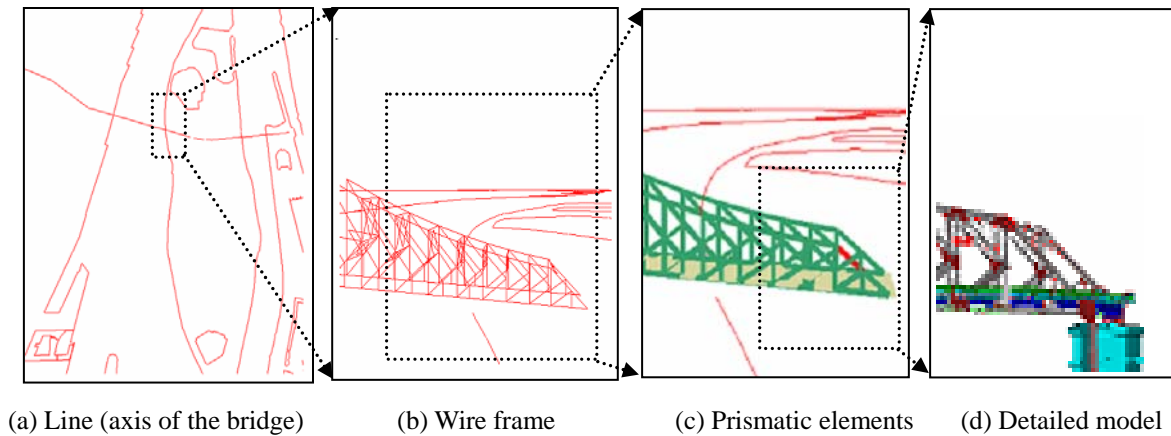 (a) Line (axis of the bridge)
(b) Wire frame
(c) Prismatic elements
(d) Detailed model